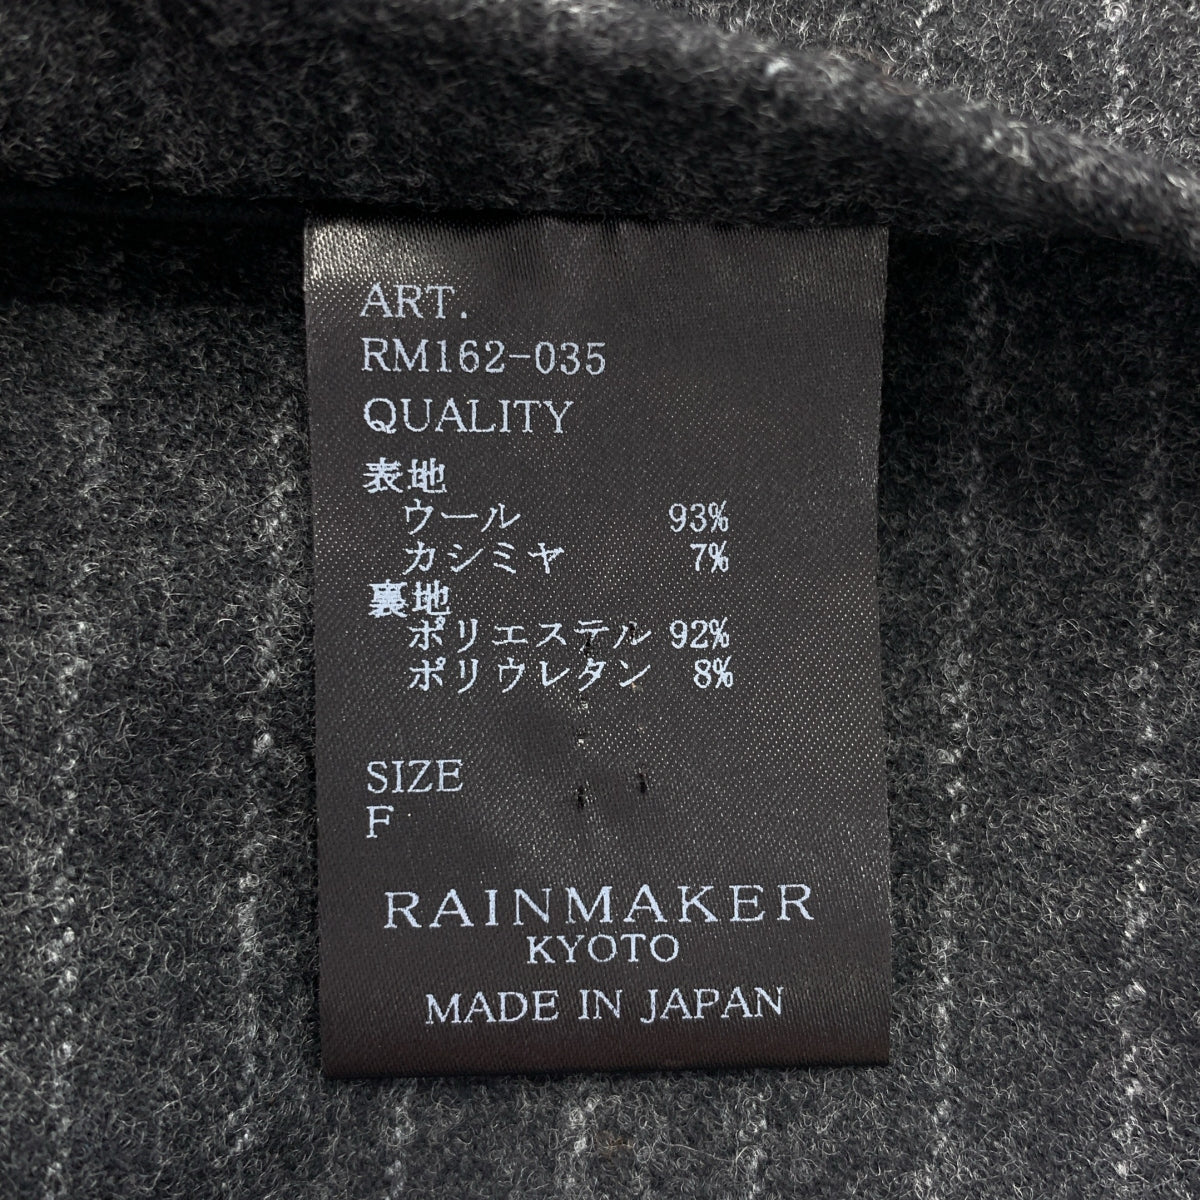 ART.
RM162-035
QUALITY
表地
ウール 93%
カシミヤ 7%
裏地
ポリエステル 92%
ポリウレタン 8%
SIZE
F
RAINMAKER
KYOTO
MADE IN JAPAN